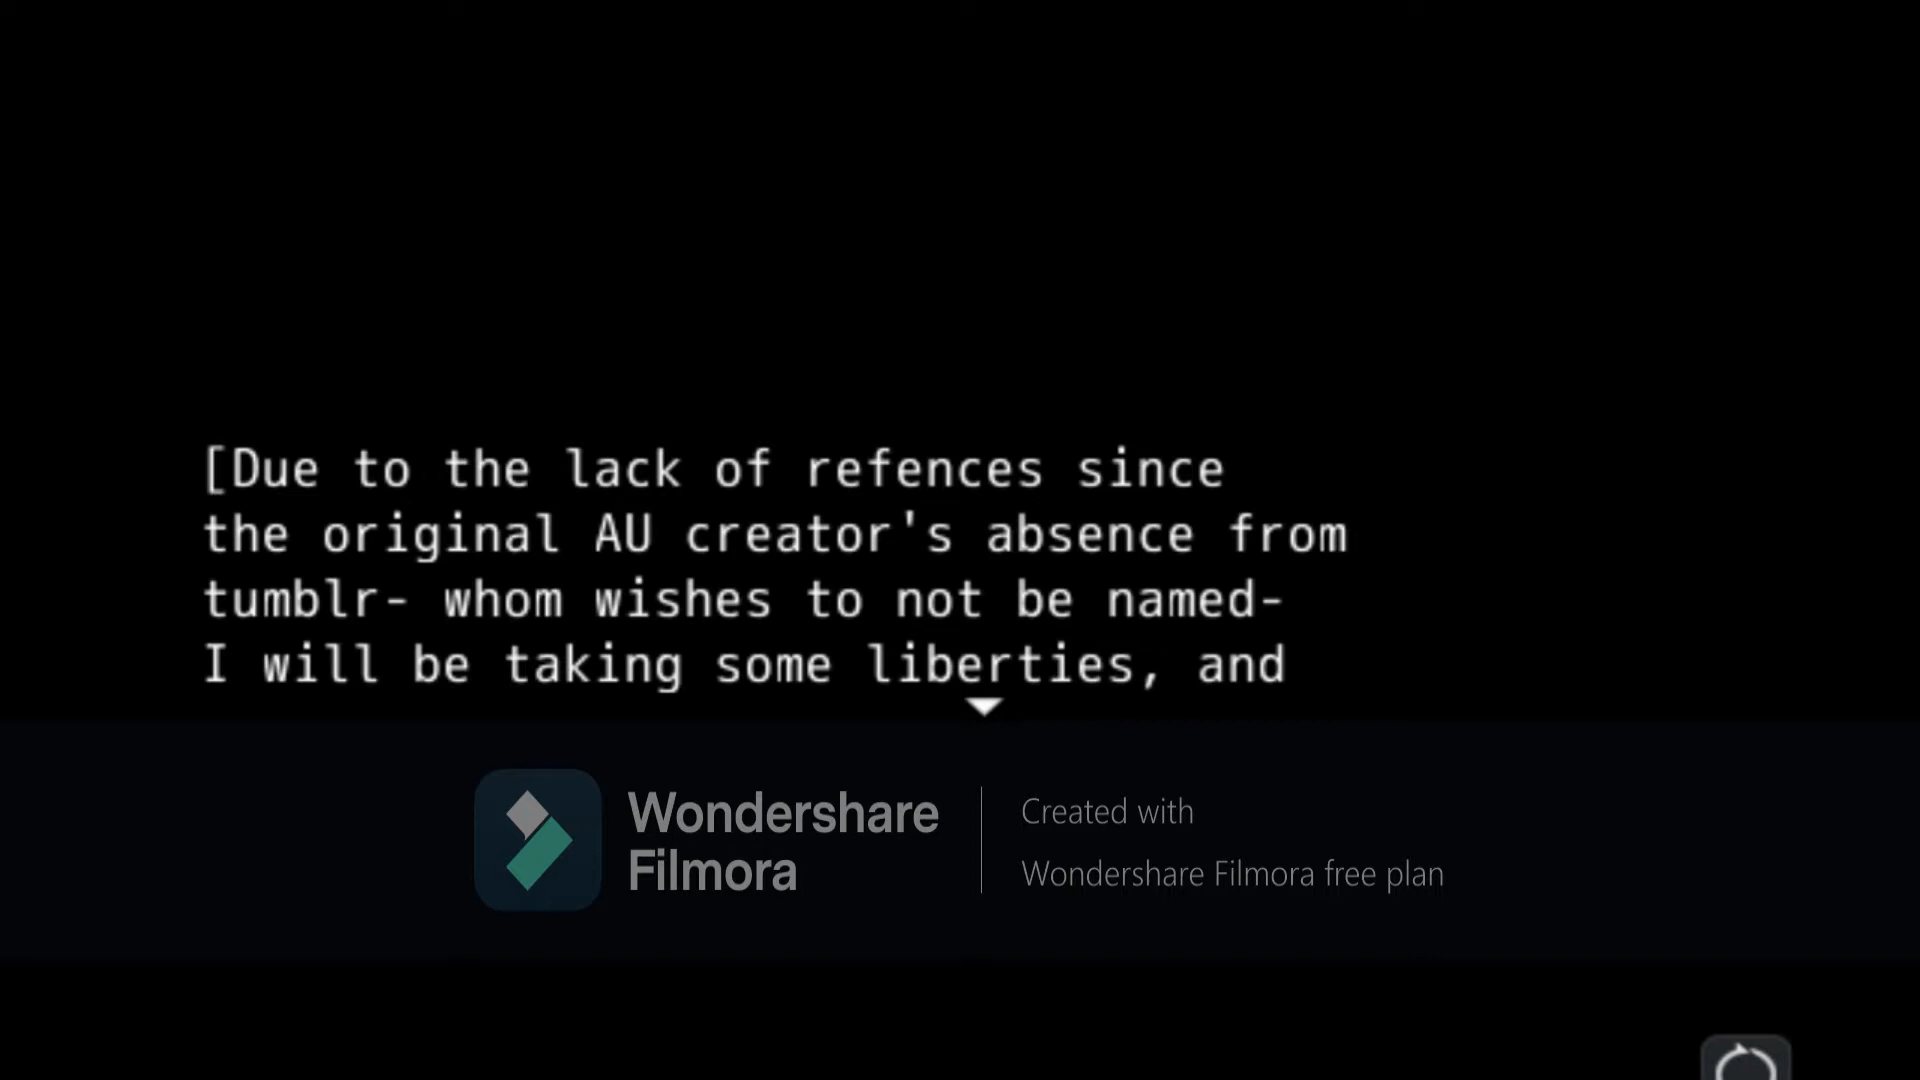 [Due to the lack of refences since
the original AU creator's absence from
tumblr- whom wishes to not be named-
I will be taking some liberties, and
Wondershare
Filmora
Created with
Wondershare Filmora free plan